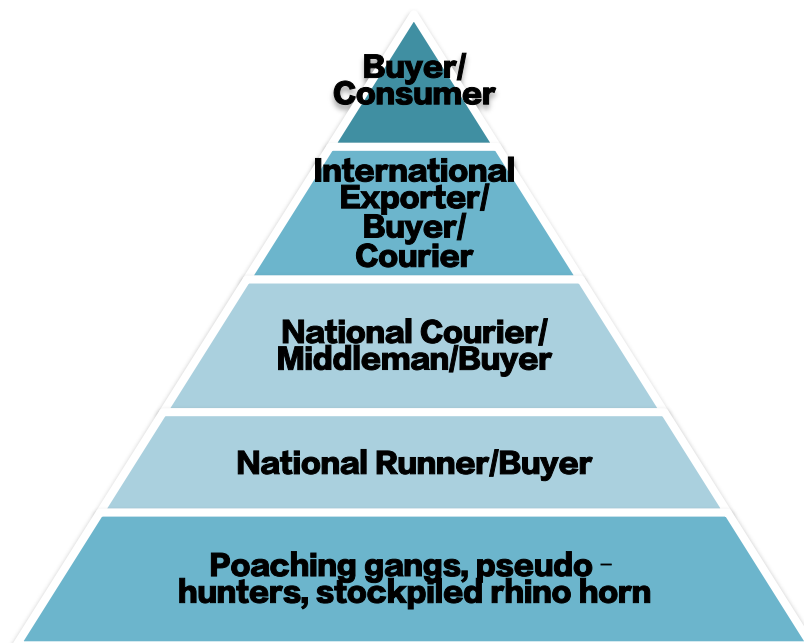 Buyer/
Consumer
International
Exporter/
Buyer/
Courier
National Courier/
Middleman/Buyer
National Runner/Buyer
Poaching gangs, pseudo –
hunters, stockpiled rhino horn